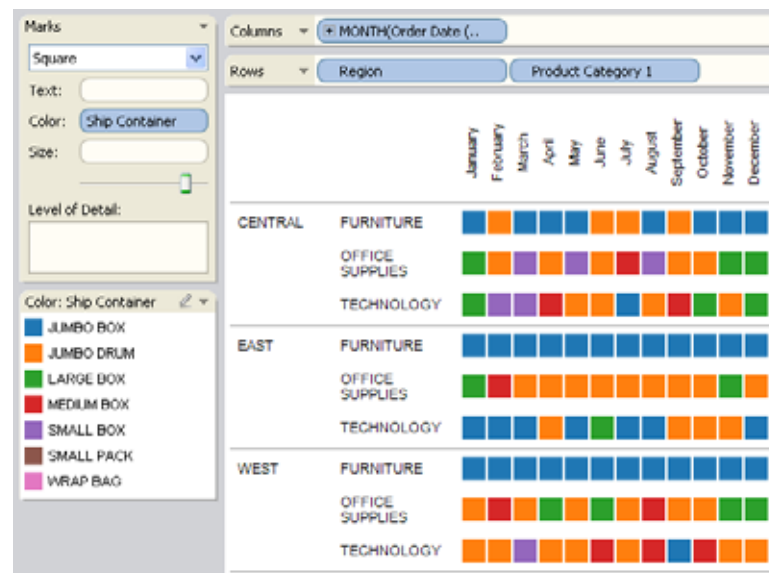 Marks
Square
Text:
Color: Ship Container
Size:
Level of Detail:
Color: Ship Container
JUMBO BOX
JUMBO DRUM
LARGE BOX
MEDIUM BOX
SMALL BOX
SMALL PACK
WRAP BAG
Columns + MONTH(Order Date (..
Rows Region Product Category 1
January February March April May June July August September October November December
CENTRAL FURNITURE
OFFICE
SUPPLIES
TECHNOLOGY
EAST FURNITURE
OFFICE
SUPPLIES
TECHNOLOGY
WEST FURNITURE
OFFICE
SUPPLIES
TECHNOLOGY